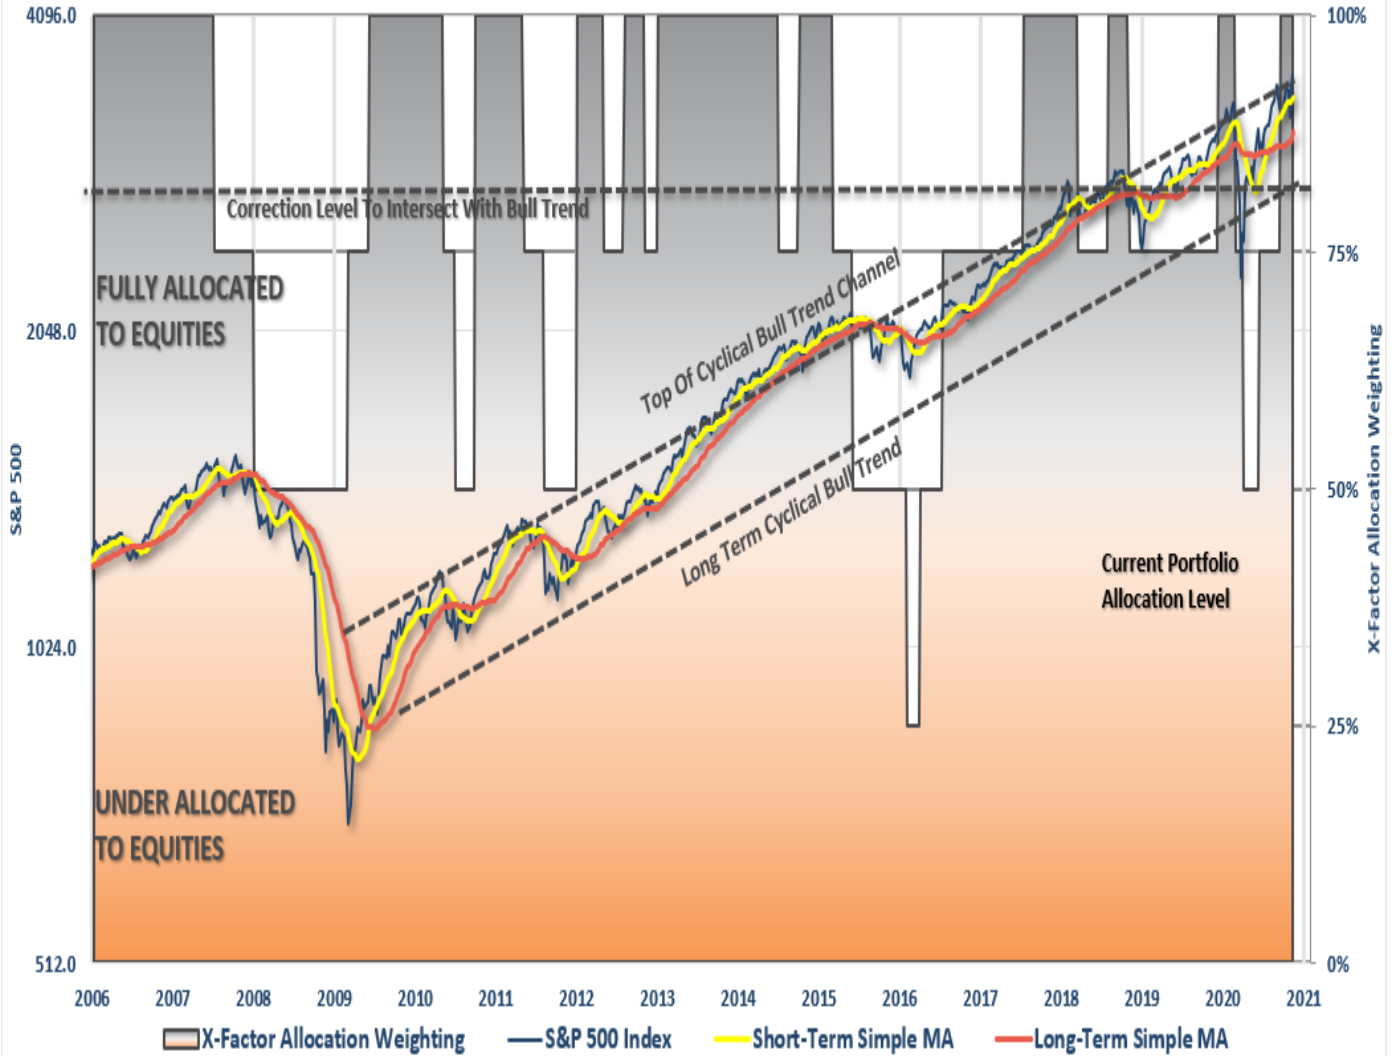 4096.0
100%
Correction Level To Intersect With Bull Trend
75%
FULLY ALLOCATED
TO EQUITIES
Top Of Cyclical Bull Trend Channel
2048.0
S&P 500
X-Factor Allocation Weighting
50%
Long Term Cyclical Bull Trend
Current Portfolio
Allocation Level
1024.0
25%
UNDER ALLOCATED
TO EQUITIES
512.0
0%
2006 2007 2008 2009 2010 2011 2012 2013 2014 2015 2016 2017 2018 2019 2020 2021
X-Factor Allocation Weighting S&P 500 Index Short-Term Simple MA Long-Term Simple MA